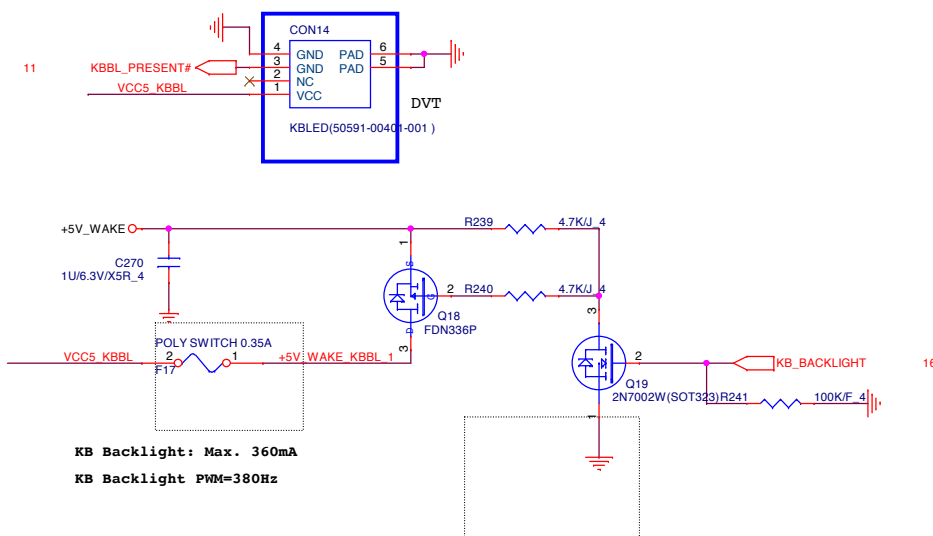 CON14
4 GND PAD 6
3 GND PAD 5
2 NC
1 VCC
11 KBBL_PRESENT#
VCC5_KBBL
DVT
KBLED(50591-00401-001 )
+5V_WAKE
R239 4.7K/J_4
1
C270
1U/6.3V/X5R_4
S
G
D
2 R240 4.7K/J_4
Q18
FDN336P
3
3
POLY SWITCH 0.35A
VCC5_KBBL 2 1 +5V_WAKE_KBBL_1
F17
2 KB_BACKLIGHT 16
Q19
2N7002W(SOT323) R241 100K/F_4
1
KB Backlight: Max. 360mA
KB Backlight PWM=380Hz